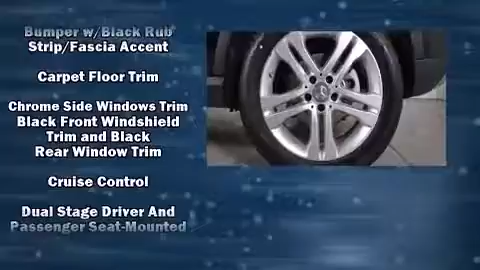 Bumper w/Black Rub
Strip/Fascia Accent
Carpet Floor Trim
Chrome Side Windows Trim
Black Front Windshield
Trim and Black
Rear Window Trim
Cruise Control
Dual Stage Driver And
Passenger Seat-Mounted